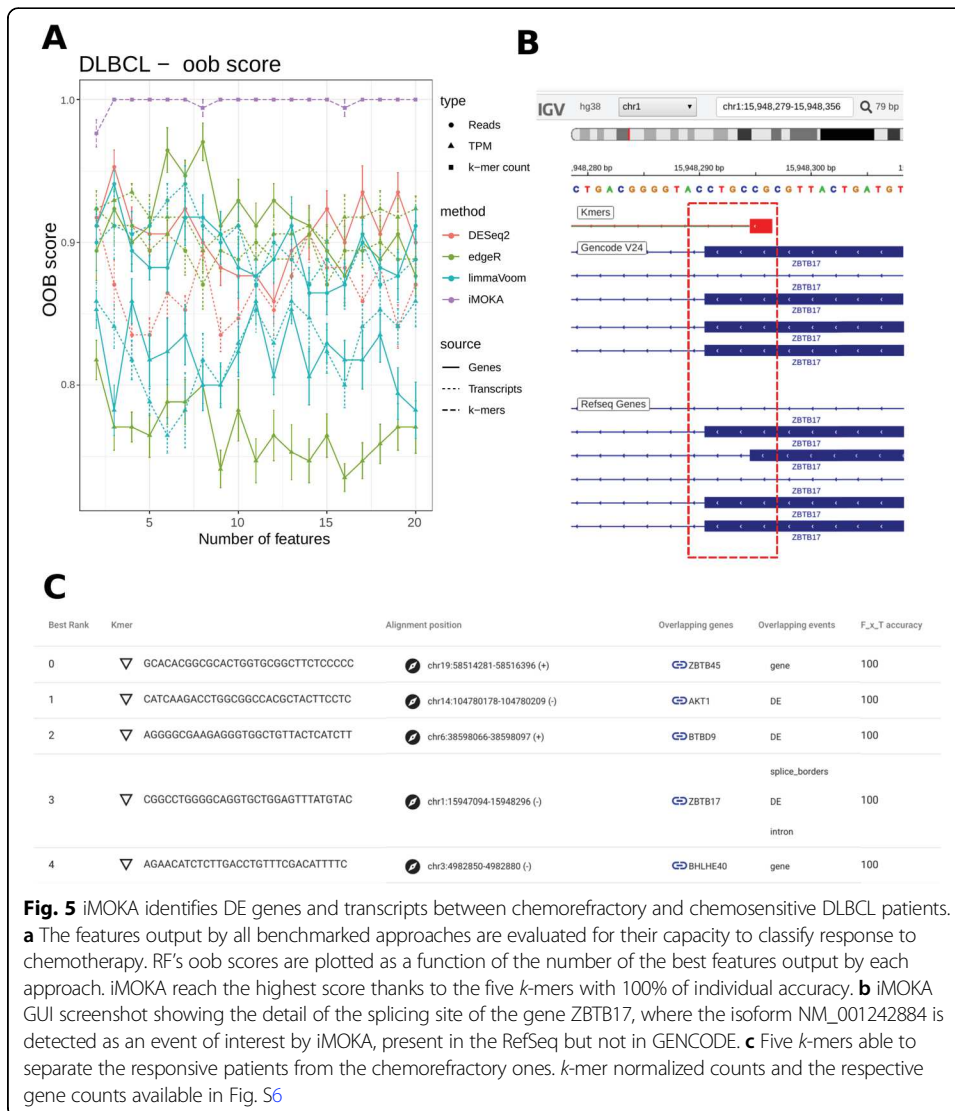 A
DLBCL − oob score
OOB score
1.0
0.9
0.8
5
10
15
20
Number of features
type
Reads
TPM
k−mer count
method
DESeq2
edgeR
limmaVoom
iMOKA
source
Genes
Transcripts
k−mers
B
IGV hg38 chr1 chr1:15,948,279-15,948,356 79 bp
,948,280 bp 15,948,290 bp 15,948,300 bp 1
C T G A C G G G G T A C C T G C C G C G T T A C T G A T G T
Kmers
Gencode V24
ZBTB17
ZBTB17
ZBTB17
ZBTB17
ZBTB17
Refseq Genes
ZBTB17
ZBTB17
ZBTB17
ZBTB17
ZBTB17
ZBTB17
C
Best Rank Kmer Alignment position Overlapping genes Overlapping events F_x_T accuracy
0 GCACACGGCGCACTGGTGCGGCTTCTCCCCC chr19:58514281-58516396 (+) ZBTB45 gene 100
1 CATCAAGACCTGGCGGCCACGCTACTTCCTC chr14:104780178-104780209 (-) AKT1 DE 100
2 AGGGGCGAAGAGGGTGGCTGTTACTCATCTT chr6:38598066-38598097 (+) BTBD9 DE 100
splice_borders
3 CGGCCTGGGGCAGGTGCTGGAGTTTATGTAC chr1:15947094-15948296 (-) ZBTB17 DE 100
intron
4 AGAACATCTCTTGACCTGTTTCGACATTTTC chr3:4982850-4982880 (-) BHLHE40 gene 100
Fig. 5 iMOKA identifies DE genes and transcripts between chemorefractory and chemosensitive DLBCL patients.
a The features output by all benchmarked approaches are evaluated for their capacity to classify response to
chemotherapy. RF's oob scores are plotted as a function of the number of the best features output by each
approach. iMOKA reach the highest score thanks to the five k-mers with 100% of individual accuracy. b iMOKA
GUI screenshot showing the detail of the splicing site of the gene ZBTB17, where the isoform NM_001242884 is
detected as an event of interest by iMOKA, present in the RefSeq but not in GENCODE. c Five k-mers able to
separate the responsive patients from the chemorefractory ones. k-mer normalized counts and the respective
gene counts available in Fig. S6